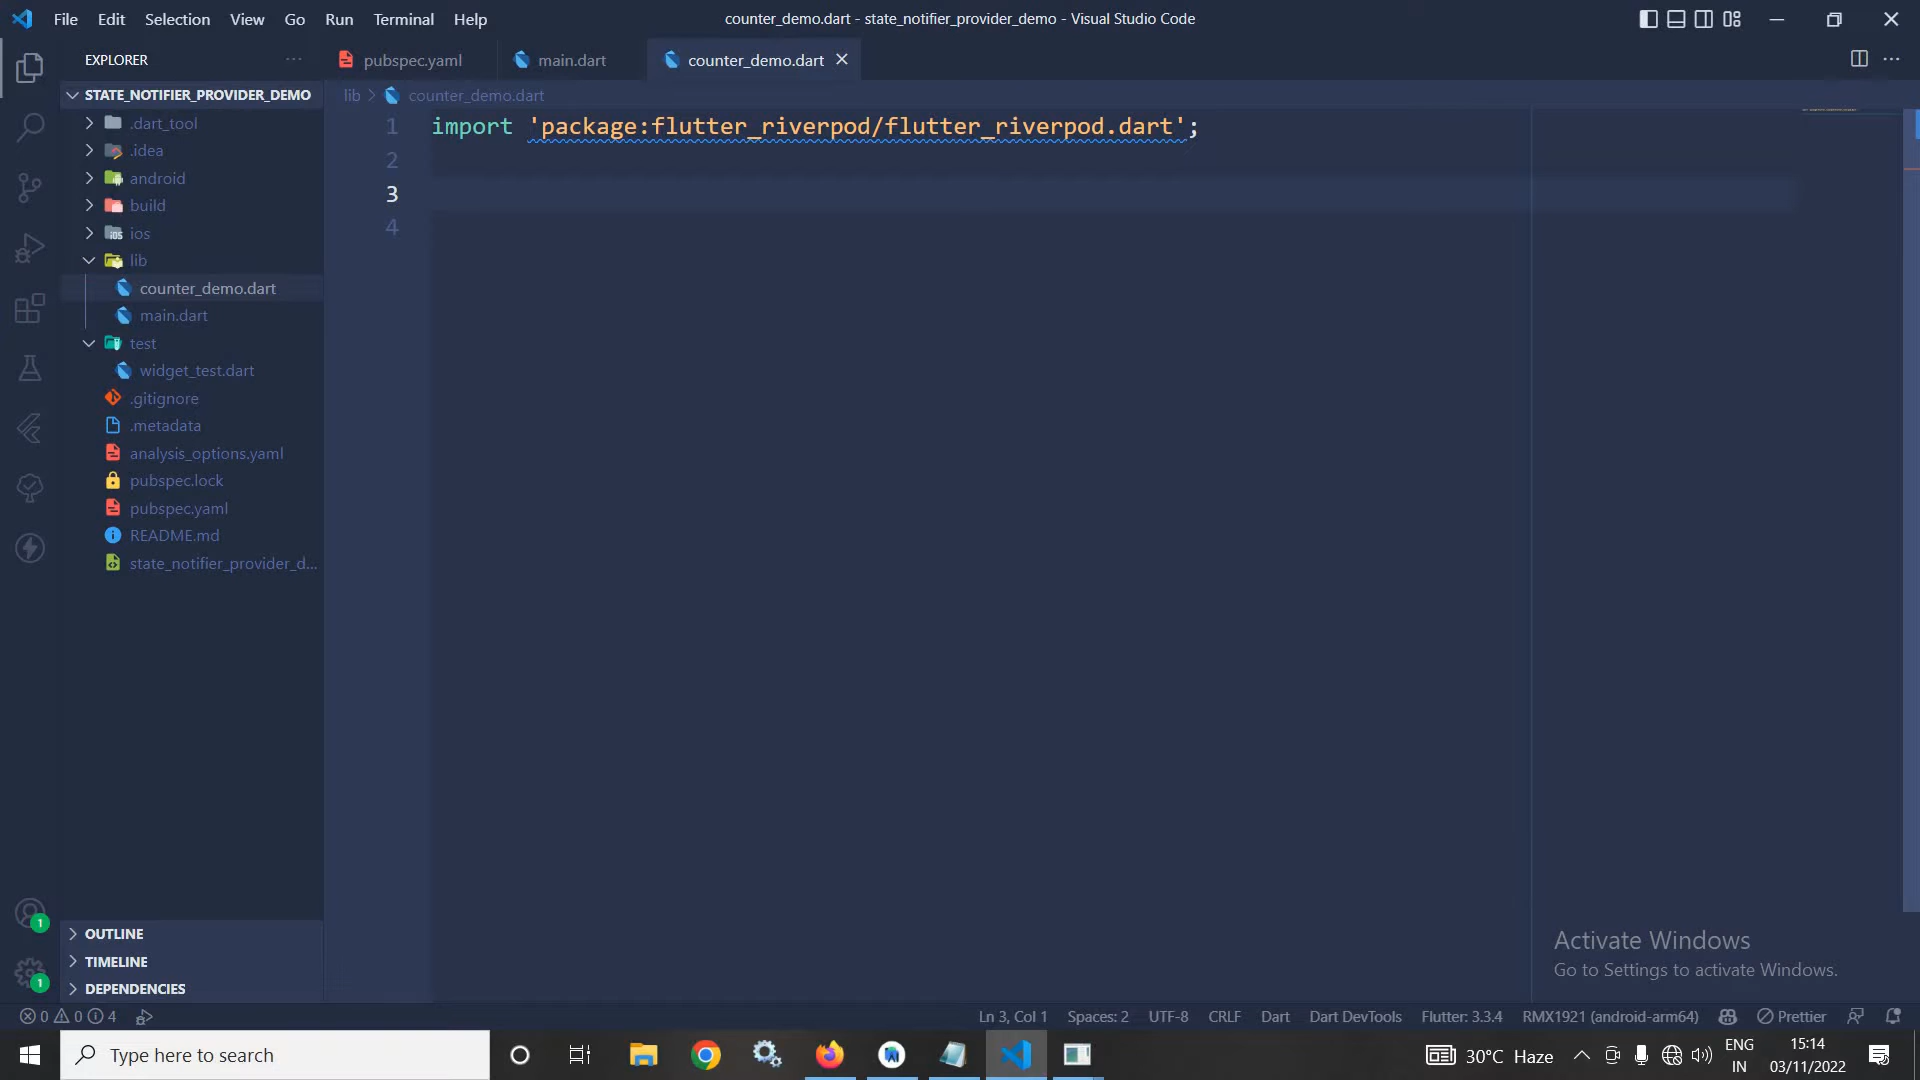 File Edit Selection View Go Run Terminal Help
counter_demo.dart - state_notifier_provider_demo - Visual Studio Code
EXPLORER
pubspec.yaml
main.dart
counter_demo.dart
STATE_NOTIFIER_PROVIDER_DEMO
lib
counter_demo.dart
.dart_tool
.idea
android
build
ios
lib
counter_demo.dart
main.dart
test
widget_test.dart
.gitignore
.metadata
analysis_options.yaml
pubspec.lock
pubspec.yaml
README.md
state_notifier_provider_d...
1 import 'package:flutter_riverpod/flutter_riverpod.dart';
2
3
4
1
1
OUTLINE
TIMELINE
DEPENDENCIES
Activate Windows
Go to Settings to activate Windows.
0 0 4
Ln 3, Col 1 Spaces: 2 UTF-8 CRLF Dart Dart DevTools Flutter: 3.3.4 RMX1921 (android-arm64) Prettier
Type here to search
30°C Haze
ENG
IN
15:14
03/11/2022